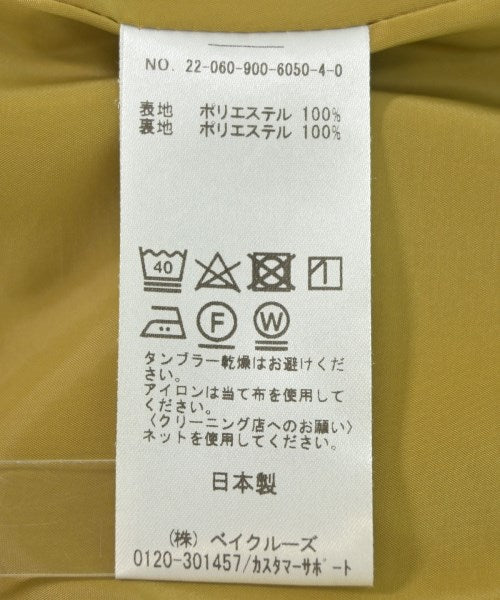 NO. 22-060-900-6050-4-0
表地 ポリエステル 100%
裏地 ポリエステル 100%
40
F W
タンブラー乾燥はお避けくだ
さい。
アイロンは当て布を使用して
ください。
〈クリーニング店へのお願い〉
ネットを使用してください。
日本製
(株) ベイクルーズ
0120-301457/カスタマーサポート